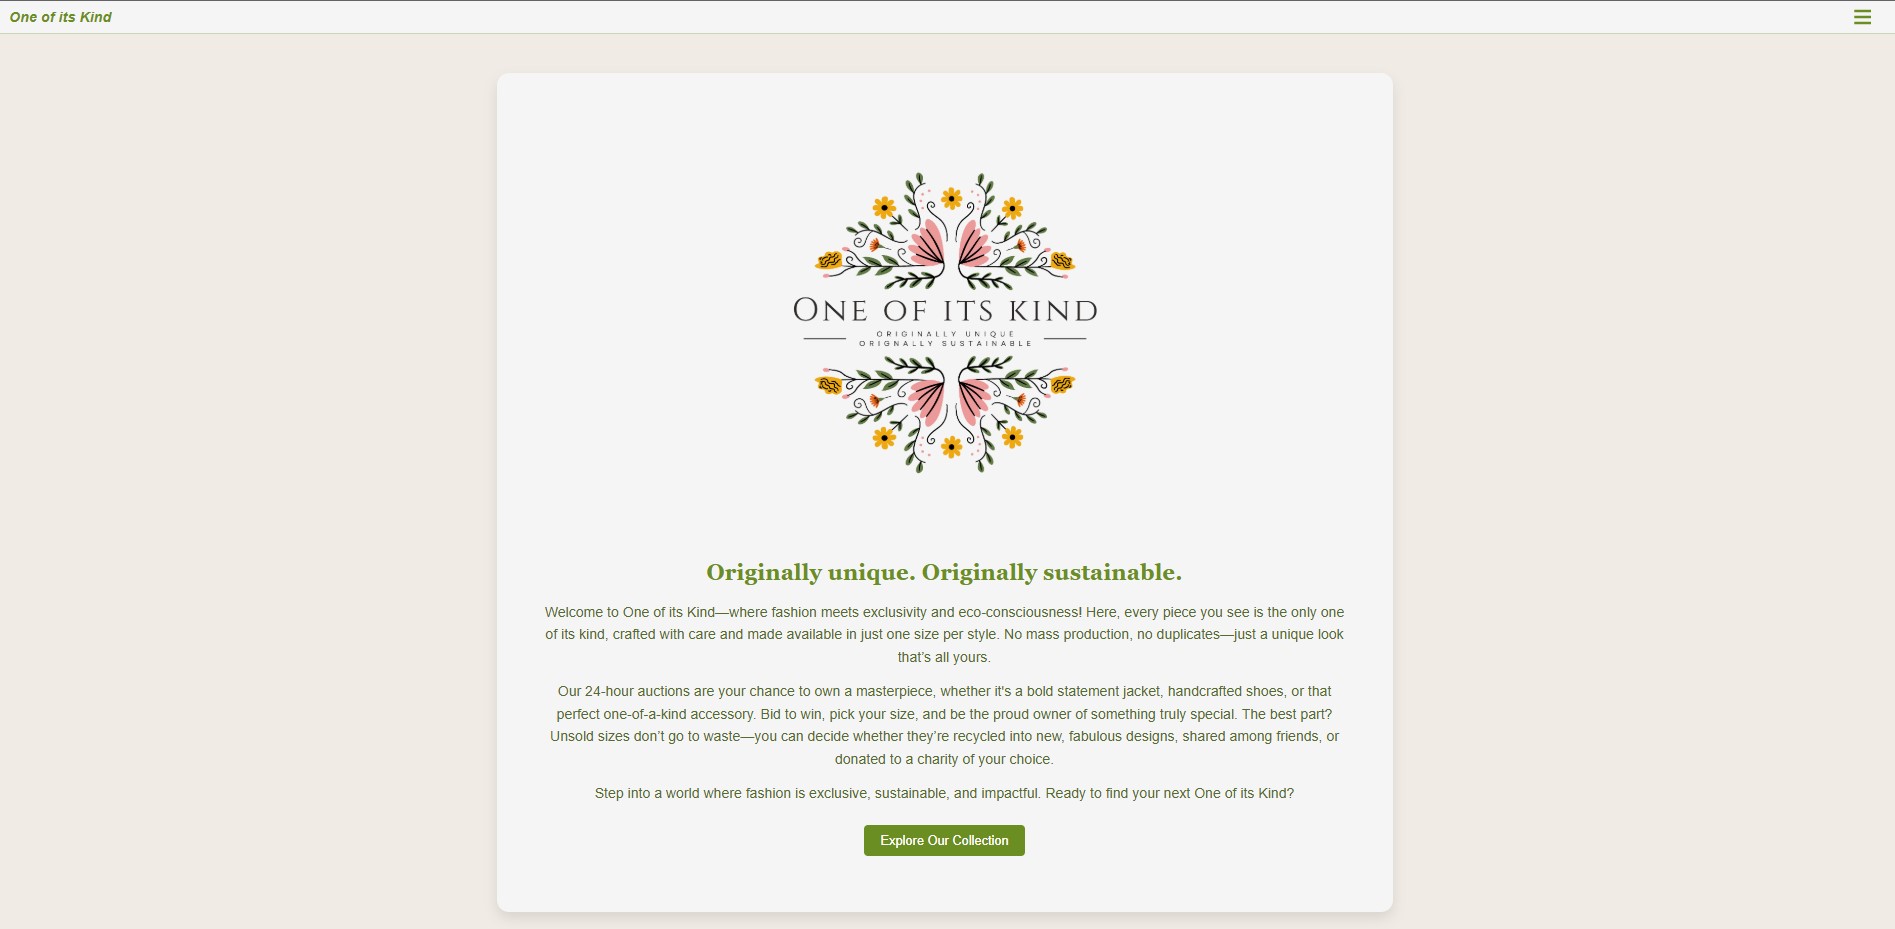 One of its Kind
ONE OF ITS KIND
ORIGINALLY UNIQUE
ORIGNALLY SUSTAINABLE
Originally unique. Originally sustainable.
Welcome to One of its Kind—where fashion meets exclusivity and eco-consciousness! Here, every piece you see is the only one
of its kind, crafted with care and made available in just one size per style. No mass production, no duplicates—just a unique look
that’s all yours.
Our 24-hour auctions are your chance to own a masterpiece, whether it's a bold statement jacket, handcrafted shoes, or that
perfect one-of-a-kind accessory. Bid to win, pick your size, and be the proud owner of something truly special. The best part?
Unsold sizes don’t go to waste—you can decide whether they’re recycled into new, fabulous designs, shared among friends, or
donated to a charity of your choice.
Step into a world where fashion is exclusive, sustainable, and impactful. Ready to find your next One of its Kind?
Explore Our Collection